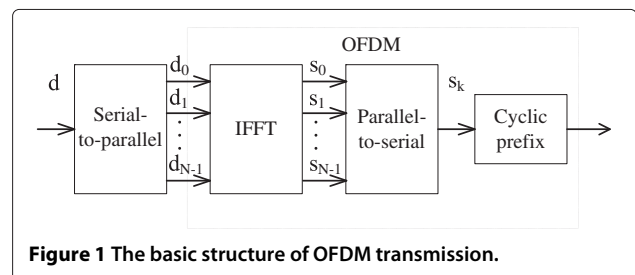 OFDM
d
d0
d1
dN-1
Serial-
to-parallel
IFFT
s0
s1
sN-1
Parallel-
to-serial
sk
Cyclic
prefix
Figure 1 The basic structure of OFDM transmission.